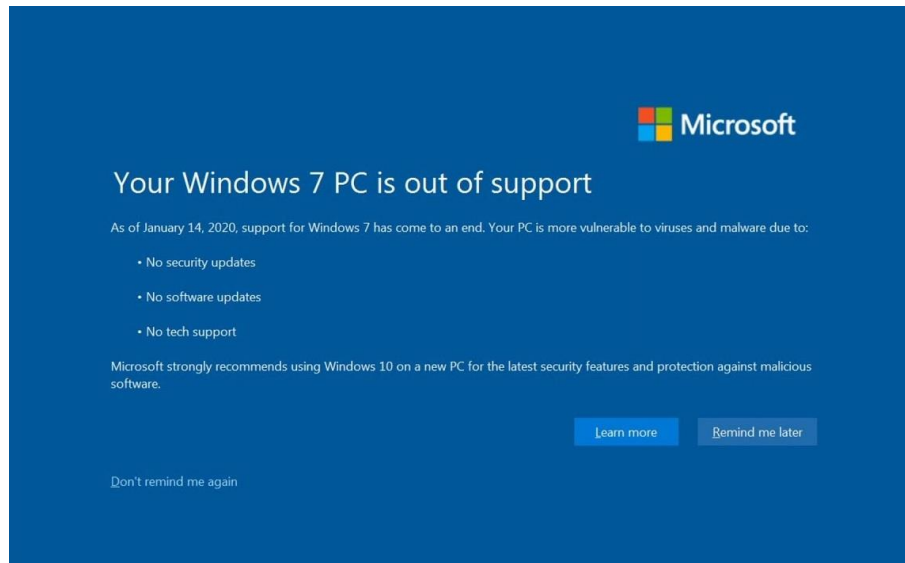 Microsoft
Your Windows 7 PC is out of support
As of January 14, 2020, support for Windows 7 has come to an end. Your PC is more vulnerable to viruses and malware due to:
• No security updates
• No software updates
• No tech support
Microsoft strongly recommends using Windows 10 on a new PC for the latest security features and protection against malicious
software.
Learn more Remind me later
Don't remind me again